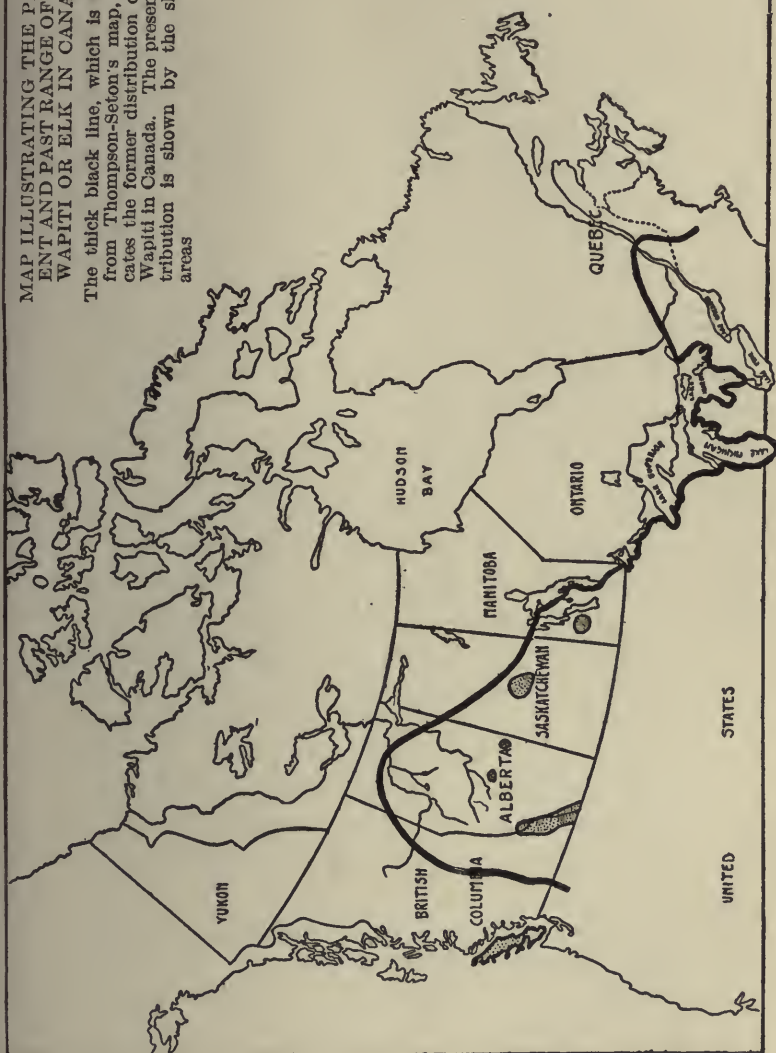 MAP ILLUSTRATING THE P
ENT AND PAST RANGE OF
WAPITI OR ELK IN CANA
The thick black line, which is
from Thompson-Seton's map,
cates the former distribution
Wapiti in Canada. The presen
tribution is shown by the
areas
YUKON
HUDSON
BAY
QUEBEC
BRITISH
COLUMBIA
ALBERTA
SASKATCHEWAN
MANITOBA
ONTARIO
LAKE SUPERIOR
LAKE MICHIGAN
UNITED STATES